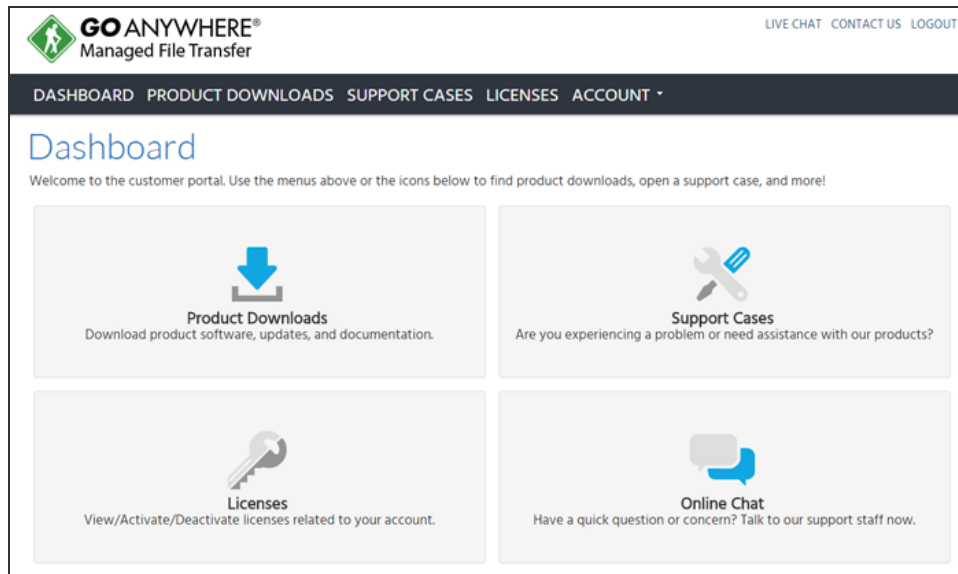 GO ANYWHERE®
Managed File Transfer
LIVE CHAT CONTACT US LOGOUT
DASHBOARD PRODUCT DOWNLOADS SUPPORT CASES LICENSES ACCOUNT
Dashboard
Welcome to the customer portal. Use the menus above or the icons below to find product downloads, open a support case, and more!
Product Downloads
Download product software, updates, and documentation.
Support Cases
Are you experiencing a problem or need assistance with our products?
Licenses
View/Activate/Deactivate licenses related to your account.
Online Chat
Have a quick question or concern? Talk to our support staff now.